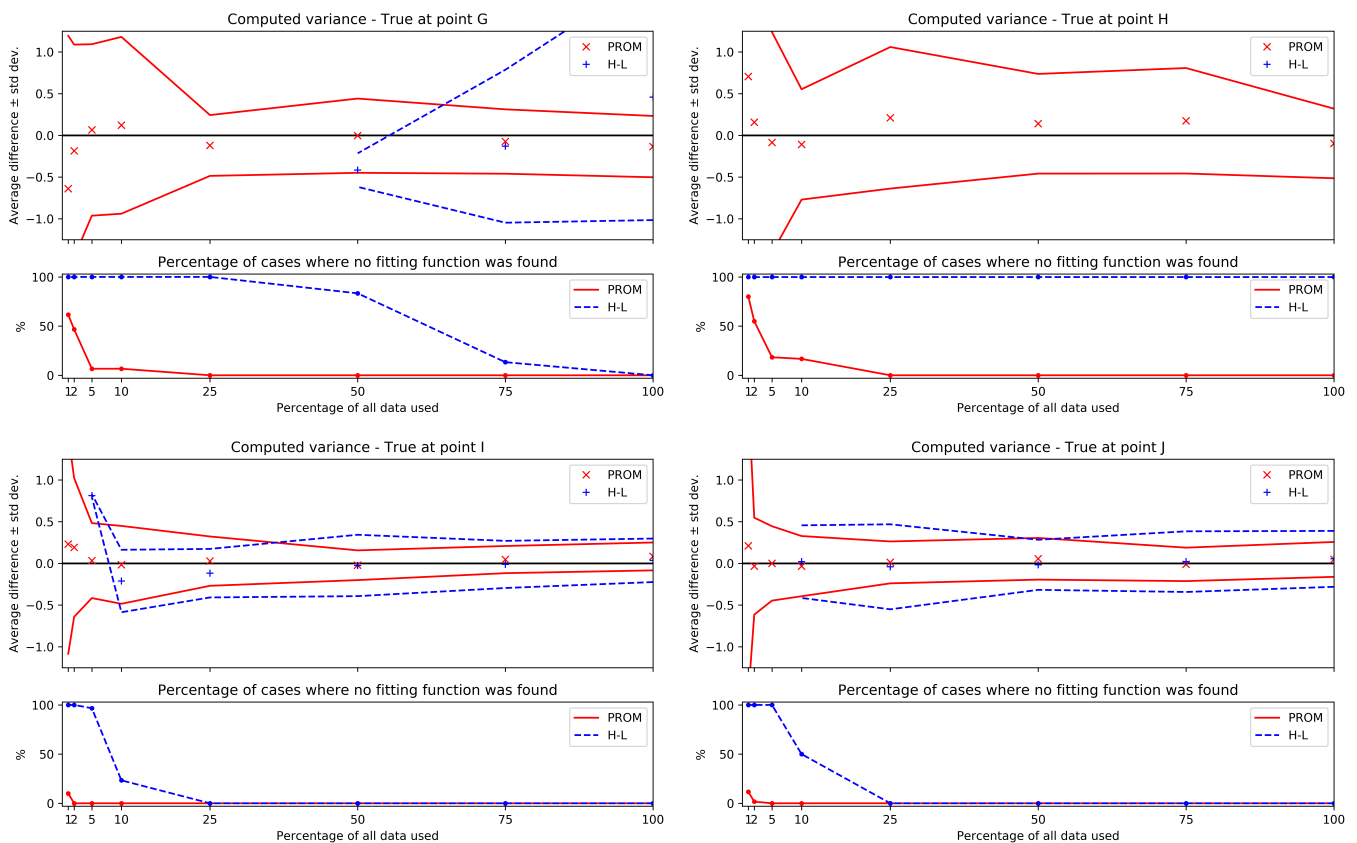 Computed variance - True at point G
Average difference ± std dev.
1.0
0.5
0.0
−0.5
−1.0
PROM
H-L
Percentage of cases where no fitting function was found
%
100
50
0
PROM
H-L
1 2 5 10 25 50 75 100
Percentage of all data used
Computed variance - True at point H
Average difference ± std dev.
1.0
0.5
0.0
−0.5
−1.0
PROM
H-L
Percentage of cases where no fitting function was found
%
100
50
0
PROM
H-L
1 2 5 10 25 50 75 100
Percentage of all data used
Computed variance - True at point I
Average difference ± std dev.
1.0
0.5
0.0
−0.5
−1.0
PROM
H-L
Percentage of cases where no fitting function was found
%
100
50
0
PROM
H-L
1 2 5 10 25 50 75 100
Percentage of all data used
Computed variance - True at point J
Average difference ± std dev.
1.0
0.5
0.0
−0.5
−1.0
PROM
H-L
Percentage of cases where no fitting function was found
%
100
50
0
PROM
H-L
1 2 5 10 25 50 75 100
Percentage of all data used